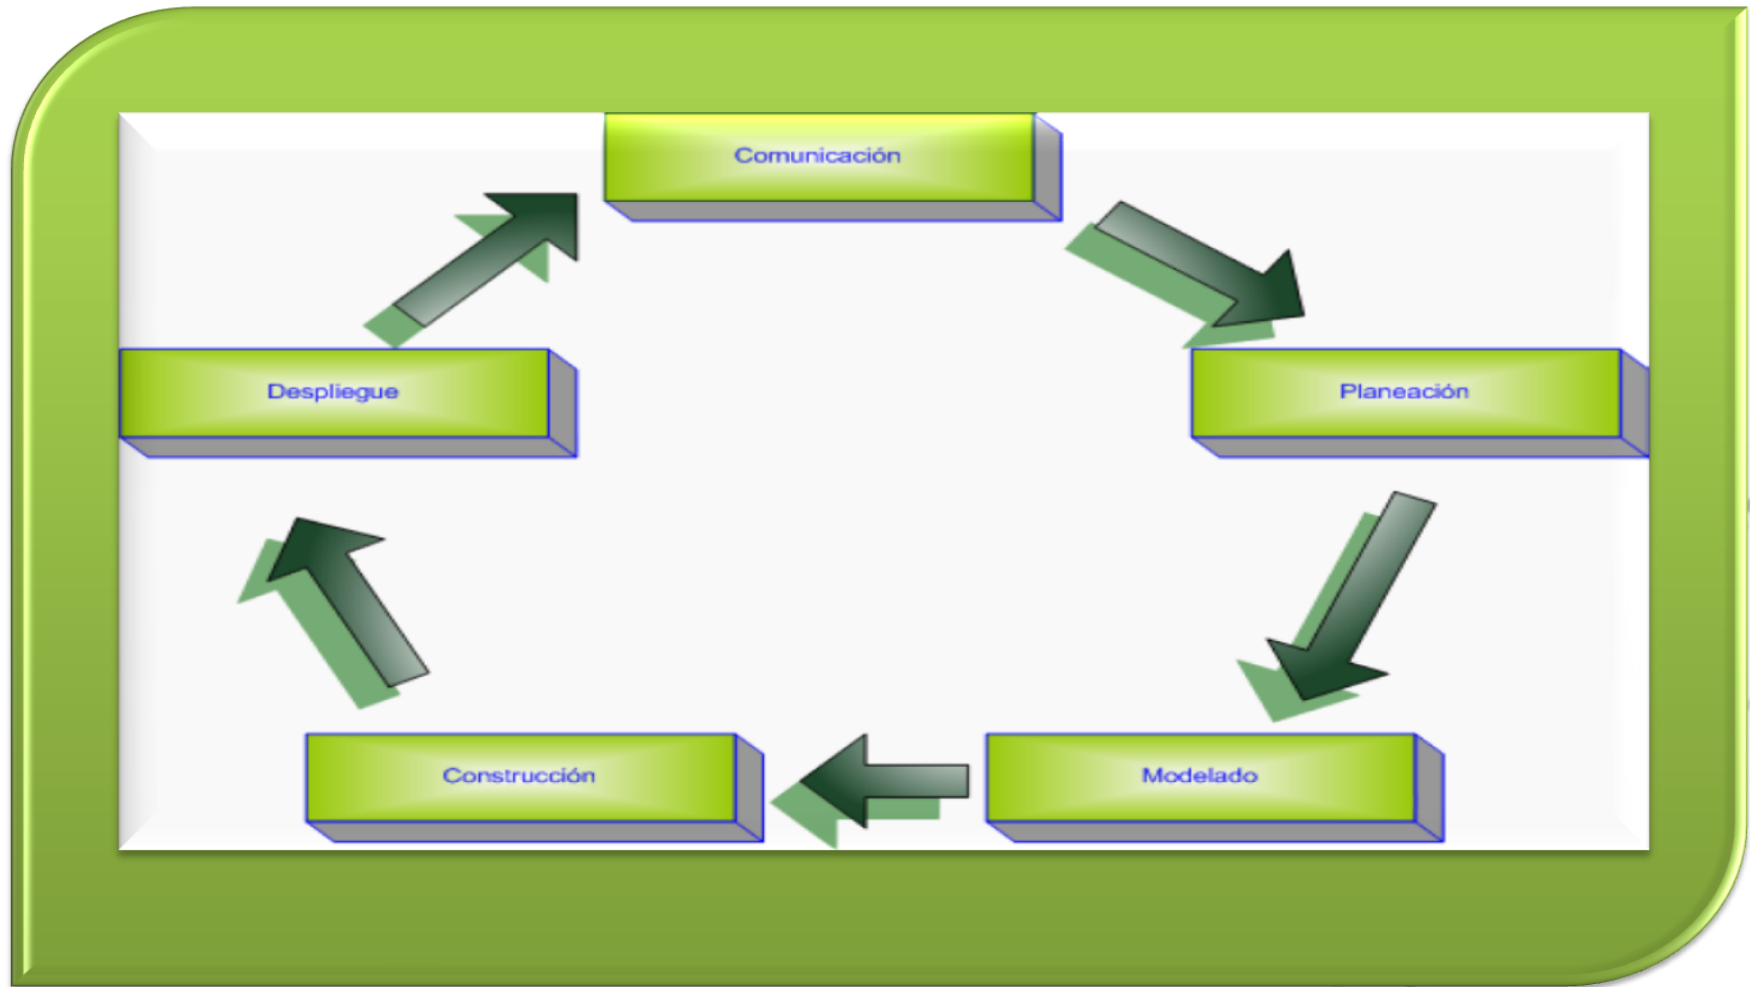 Comunicación
Despliegue
Planeación
Construcción
Modelado